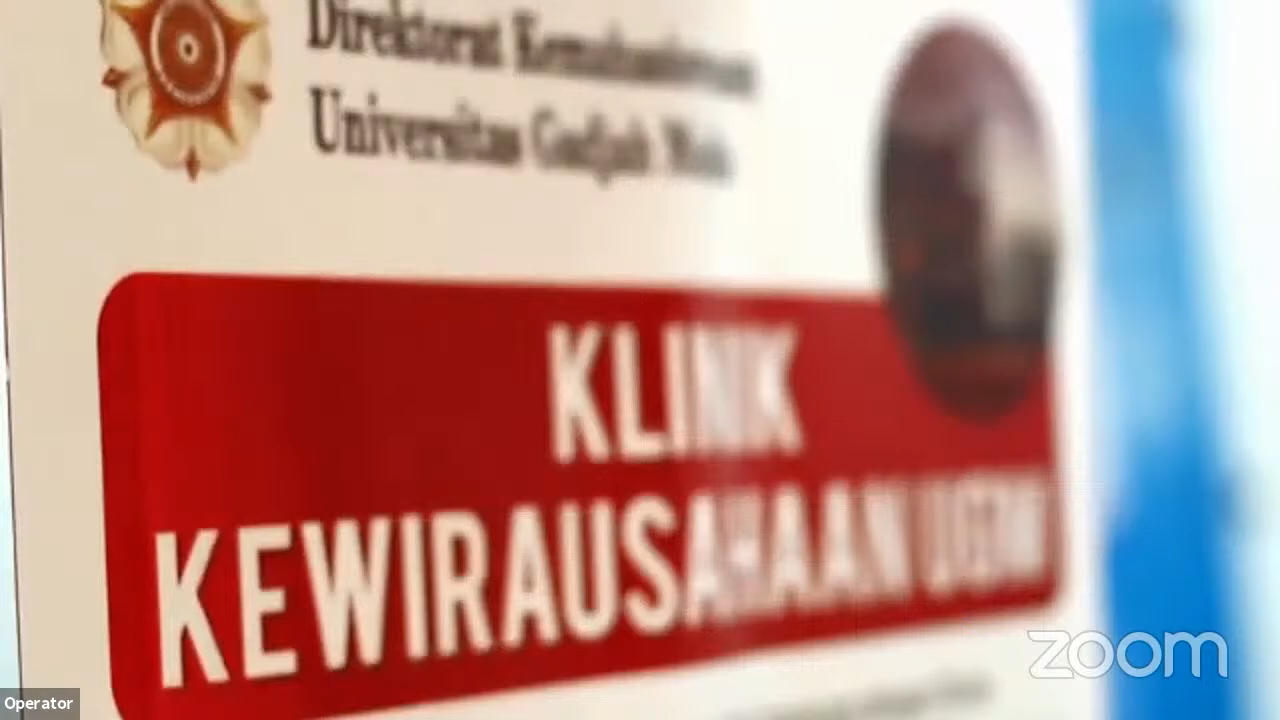 Direktorat Kemahasiswaan
Universitas Gadjah Mada
KLINIK
KEWIRAUSAHAAN UGM
zoom
Operator